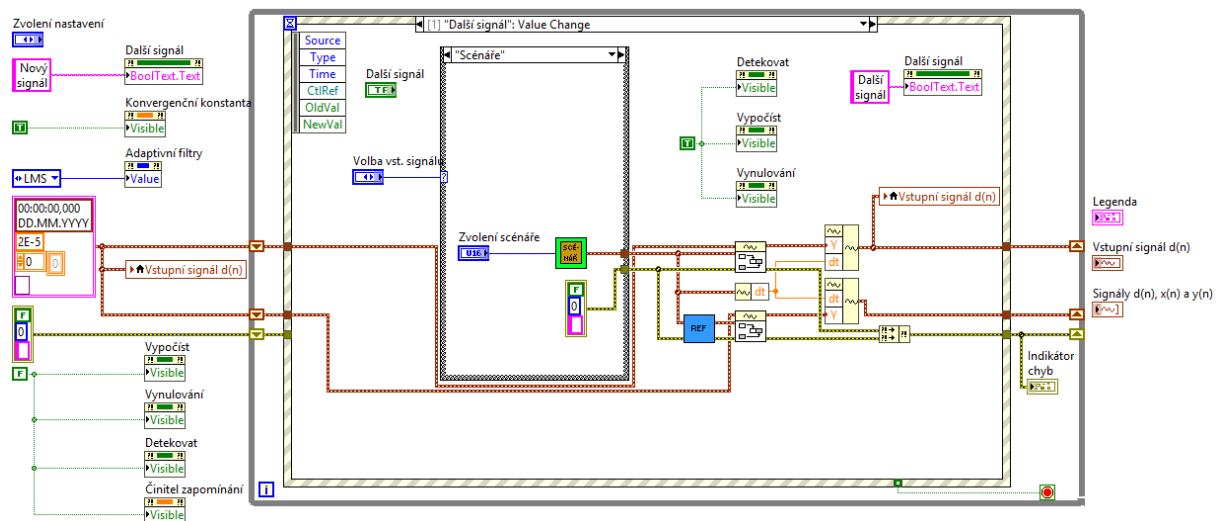 Zvolení nastavení
Nový
signál
Další signál
BoolText.Text
Konvergenční konstanta
T
Visible
Adaptivní filtry
LMS
Value
00:00:00,000
DD.MM.YYYY
2E-5
0
0
Vstupní signál d(n)
F
0
F
Vypočíst
Visible
Vynulování
Visible
Detekovat
Visible
Činitel zapomínání
Visible
[1] "Další signál": Value Change
Source
Type
Time
CtlRef
OldVal
NewVal
Další signál
TF
Volba vst. signálu
"Scénáře"
?
Zvolení scénáře
U16
SCÉ-
NÁŘ
F
0
T
Detekovat
Visible
Vypočíst
Visible
Vynulování
Visible
Další
signál
Další signál
BoolText.Text
Vstupní signál d(n)
Y
dt
dt
dt
Y
REF
?!
?!
?!
i
Legenda
Vstupní signál d(n)
Signály d(n), x(n) a y(n)
Indikátor
chyb